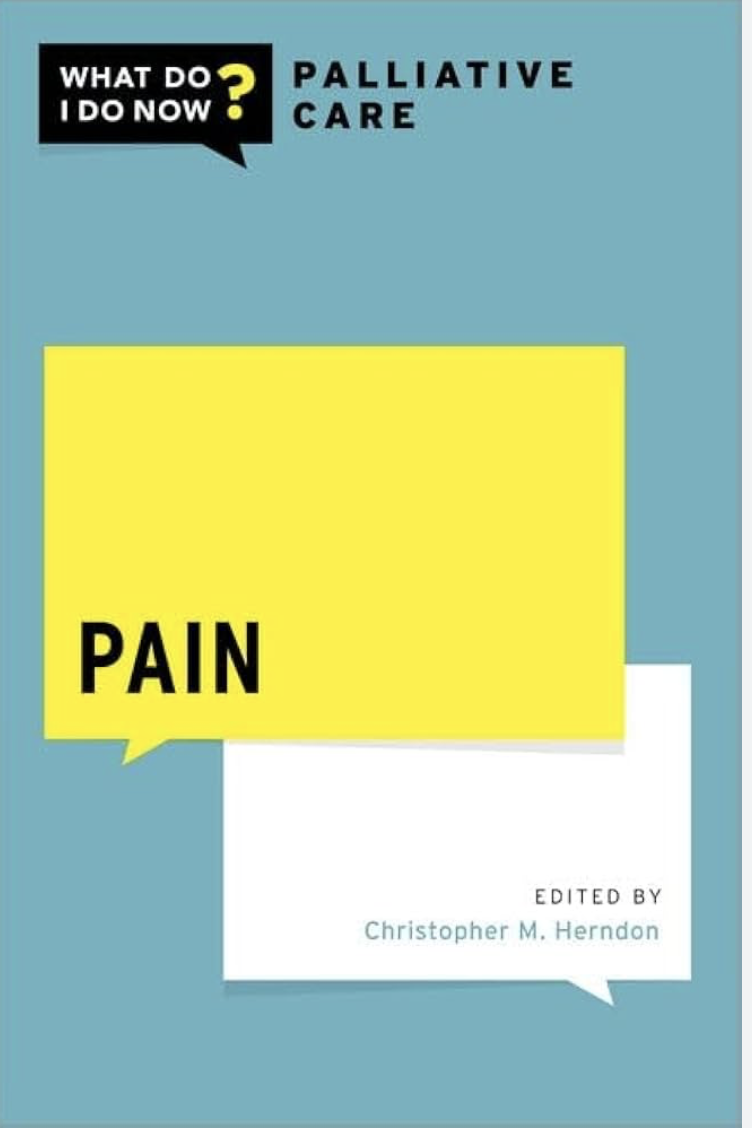 WHAT DO
I DO NOW?
PALLIATIVE
CARE
PAIN
EDITED BY
Christopher M. Herndon